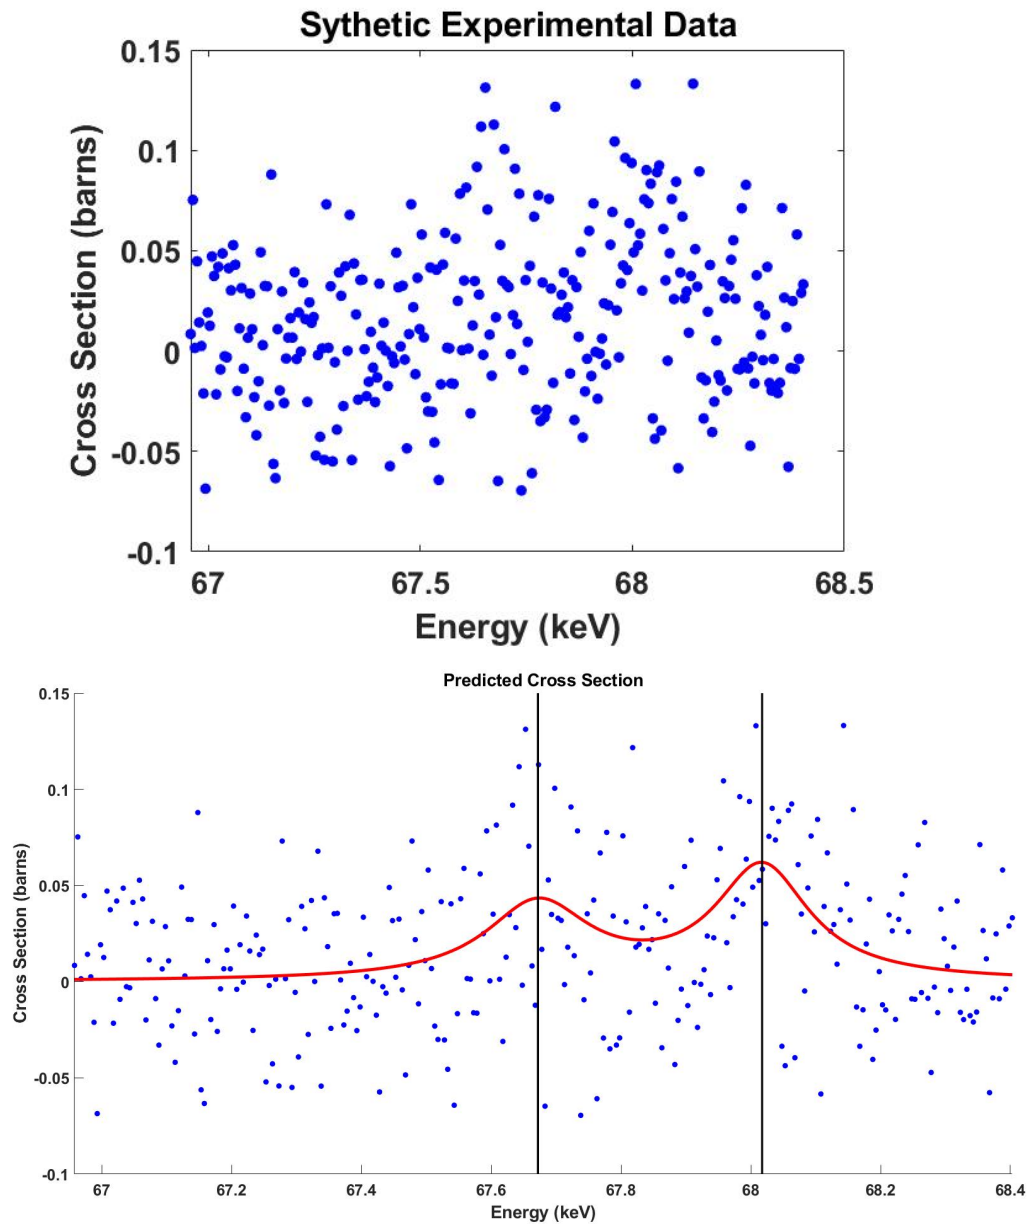 Sythetic Experimental Data
0.15
0.1
0.05
0
-0.05
-0.1
Cross Section (barns)
67 67.5 68 68.5
Energy (keV)
Predicted Cross Section
0.15
0.1
0.05
0
-0.05
-0.1
Cross Section (barns)
67 67.2 67.4 67.6 67.8 68 68.2 68.4
Energy (keV)